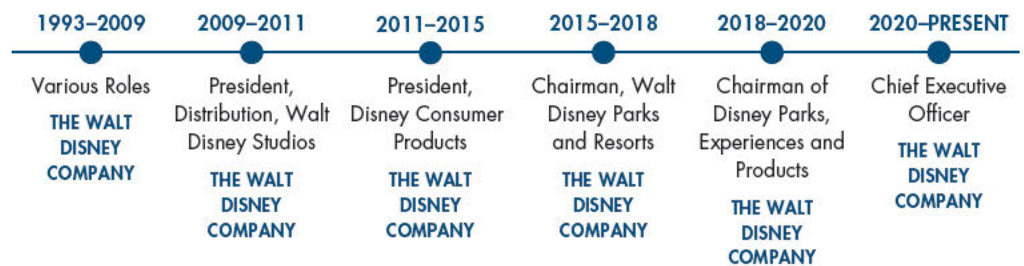 1993–2009
Various Roles
THE WALT
DISNEY
COMPANY
2009–2011
President,
Distribution, Walt
Disney Studios
THE WALT
DISNEY
COMPANY
2011–2015
President,
Disney Consumer
Products
THE WALT
DISNEY
COMPANY
2015–2018
Chairman, Walt
Disney Parks
and Resorts
THE WALT
DISNEY
COMPANY
2018–2020
Chairman of
Disney Parks,
Experiences and
Products
THE WALT
DISNEY
COMPANY
2020–PRESENT
Chief Executive
Officer
THE WALT
DISNEY
COMPANY